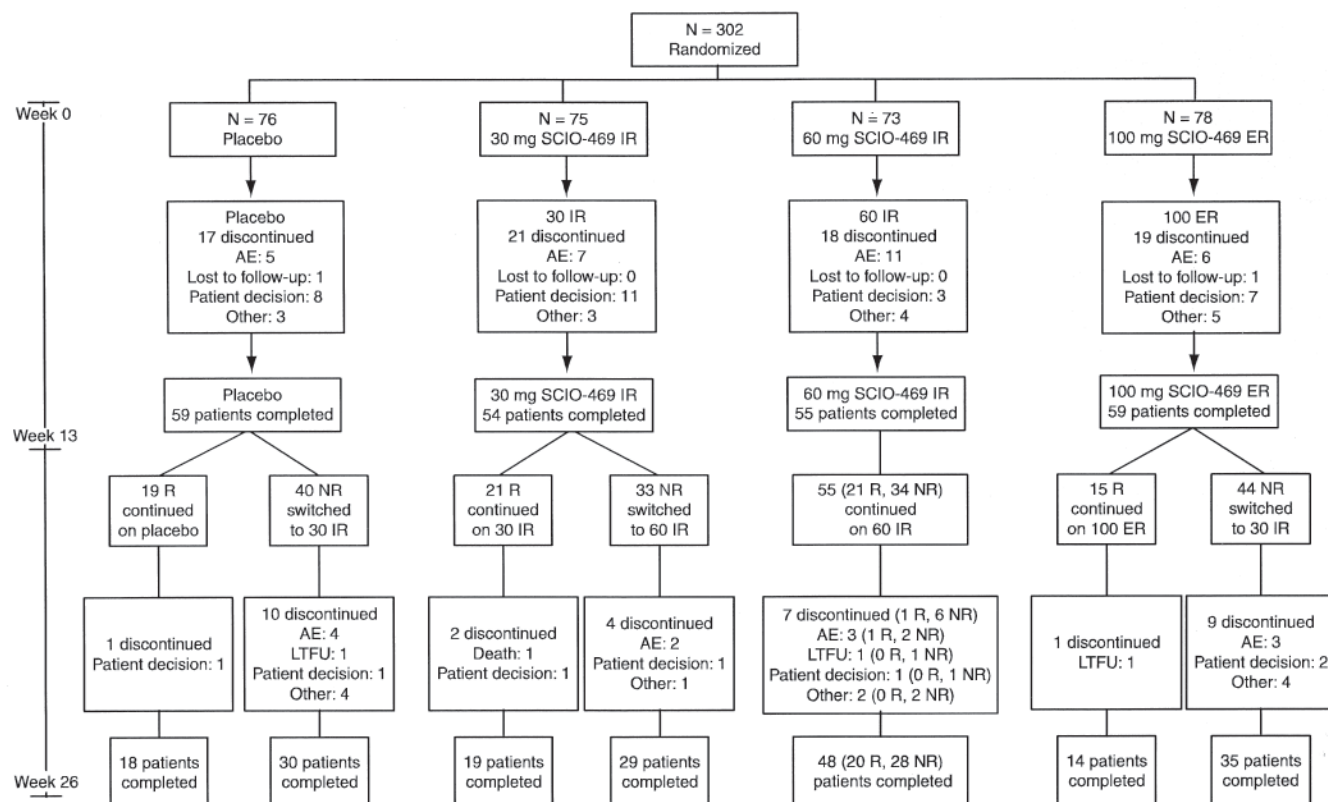 N = 302
Randomized
Week 0
N = 76
Placebo
N = 75
30 mg SCIO-469 IR
N = 73
60 mg SCIO-469 IR
N = 78
100 mg SCIO-469 ER
Placebo
17 discontinued
AE: 5
Lost to follow-up: 1
Patient decision: 8
Other: 3
30 IR
21 discontinued
AE: 7
Lost to follow-up: 0
Patient decision: 11
Other: 3
60 IR
18 discontinued
AE: 11
Lost to follow-up: 0
Patient decision: 3
Other: 4
100 ER
19 discontinued
AE: 6
Lost to follow-up: 1
Patient decision: 7
Other: 5
Placebo
59 patients completed
30 mg SCIO-469 IR
54 patients completed
60 mg SCIO-469 IR
55 patients completed
100 mg SCIO-469 ER
59 patients completed
Week 13
19 R
continued
on placebo
40 NR
switched
to 30 IR
21 R
continued
on 30 IR
33 NR
switched
to 60 IR
55 (21 R, 34 NR)
continued
on 60 IR
15 R
continued
on 100 ER
44 NR
switched
to 30 IR
1 discontinued
Patient decision: 1
10 discontinued
AE: 4
LTFU: 1
Patient decision: 1
Other: 4
2 discontinued
Death: 1
Patient decision: 1
4 discontinued
AE: 2
Patient decision: 1
Other: 1
7 discontinued (1 R, 6 NR)
AE: 3 (1 R, 2 NR)
LTFU: 1 (0 R, 1 NR)
Patient decision: 1 (0 R, 1 NR)
Other: 2 (0 R, 2 NR)
1 discontinued
LTFU: 1
9 discontinued
AE: 3
Patient decision: 2
Other: 4
18 patients
completed
30 patients
completed
19 patients
completed
29 patients
completed
48 (20 R, 28 NR)
patients completed
14 patients
completed
35 patients
completed
Week 26